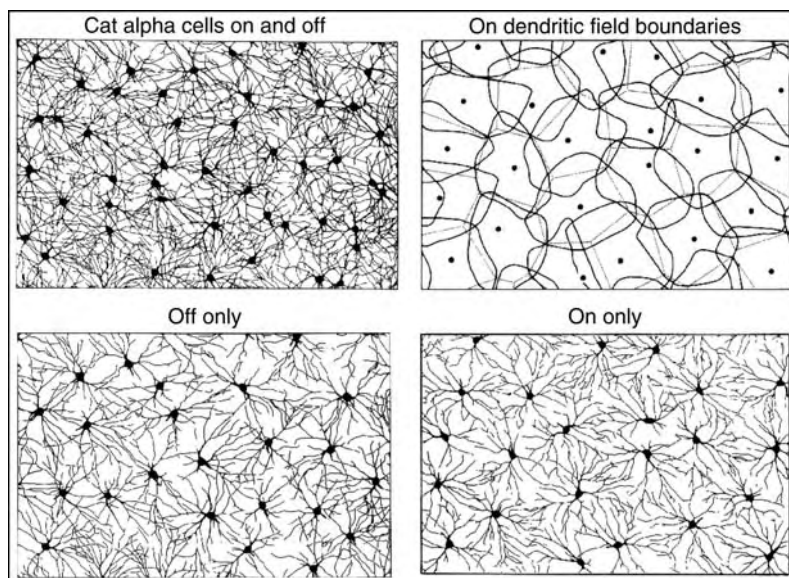 Cat alpha cells on and off
On dendritic field boundaries
Off only
On only